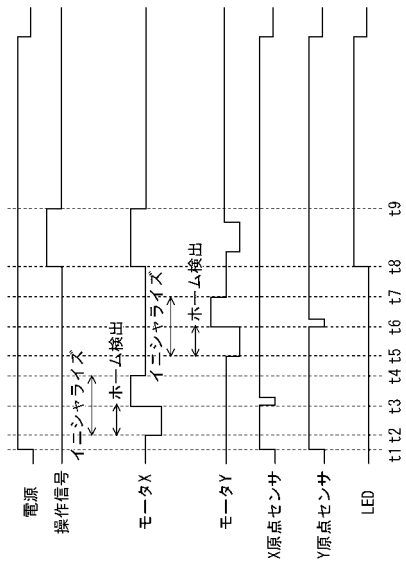 電源
操作信号
モータX
モータY
X原点センサ
Y原点センサ
LED
イニシャライズ
ホーム検出
イニシャライズ
ホーム検出
t1 t2 t3 t4 t5 t6 t7 t8 t9